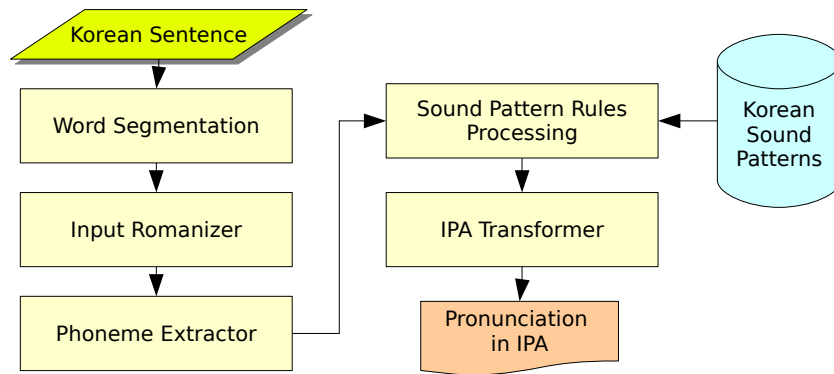 Korean Sentence
Word Segmentation
Input Romanizer
Phoneme Extractor
Sound Pattern Rules
Processing
Korean
Sound
Patterns
IPA Transformer
Pronunciation
in IPA